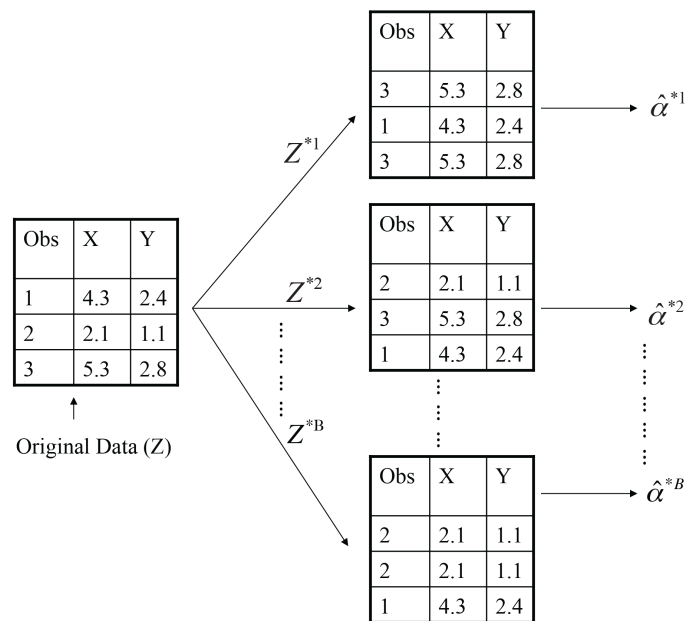 Obs X Y
3 5.3 2.8
1 4.3 2.4
3 5.3 2.8
α̂*1
Z*1
Obs X Y
1 4.3 2.4
2 2.1 1.1
3 5.3 2.8
Original Data (Z)
Z*2
Obs X Y
2 2.1 1.1
3 5.3 2.8
1 4.3 2.4
α̂*2
Z*B
Obs X Y
2 2.1 1.1
2 2.1 1.1
1 4.3 2.4
α̂*B